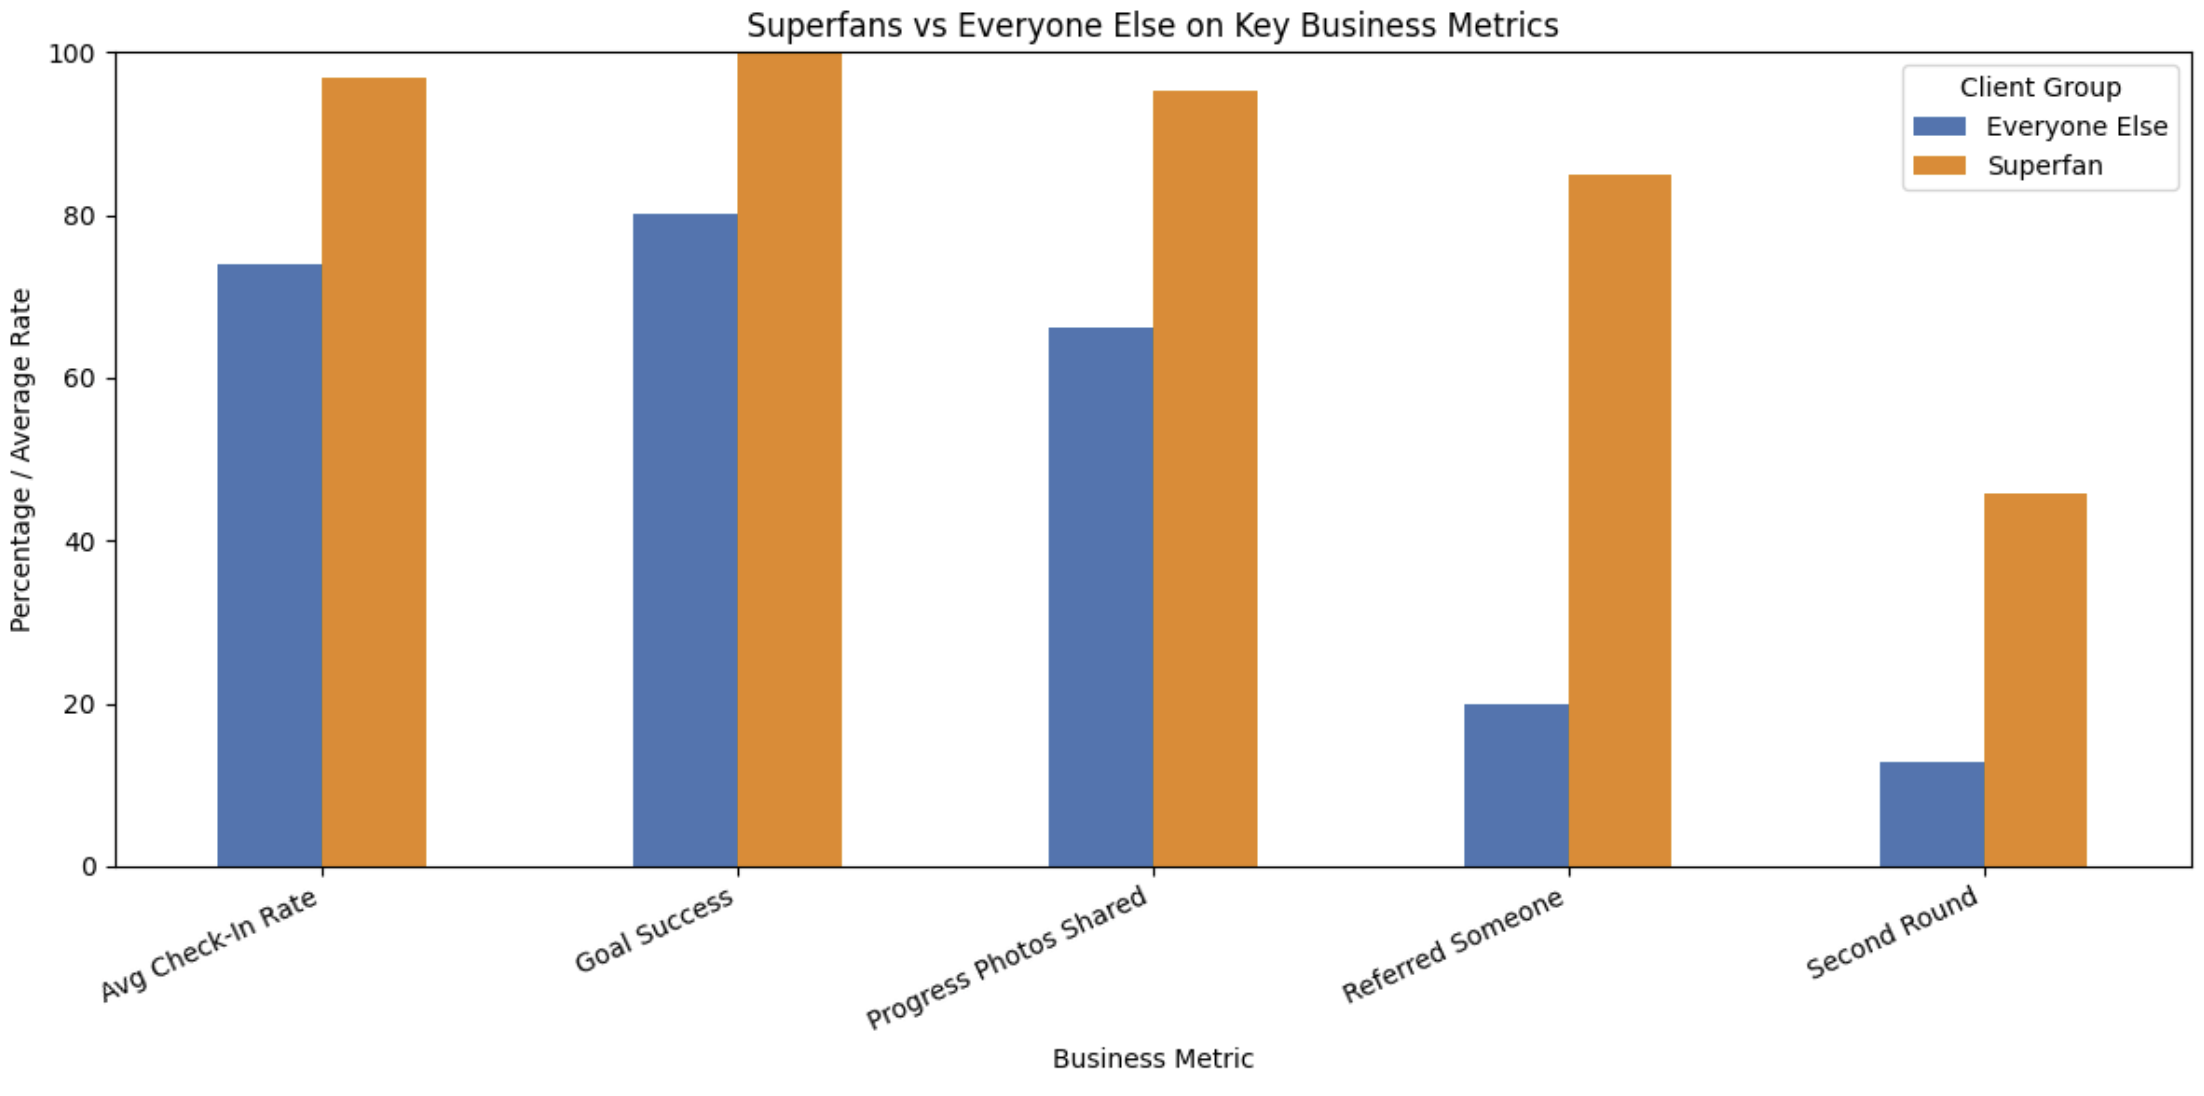 Superfans vs Everyone Else on Key Business Metrics
Client Group
Everyone Else
Superfan
Percentage / Average Rate
100
80
60
40
20
0
Avg Check-In Rate
Goal Success
Progress Photos Shared
Referred Someone
Second Round
Business Metric